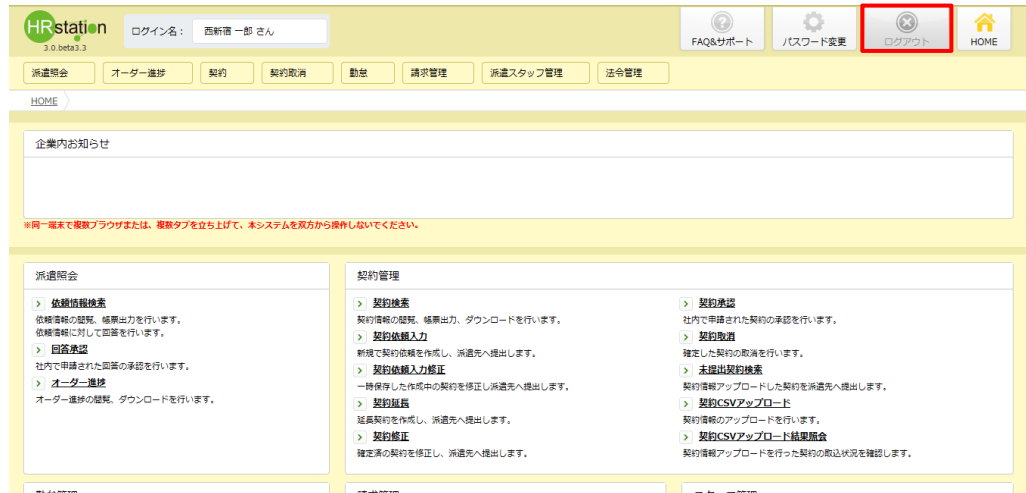 HRstation
3.0.beta3.3
ログイン名： 西新宿 一郎 さん
FAQ&サポート
パスワード変更
ログアウト
HOME
派遣照会
オーダー進捗
契約
契約取消
勤怠
請求管理
派遣スタッフ管理
法令管理
HOME
企業内お知らせ
※同一端末で複数ブラウザまたは、複数タブを立ち上げて、本システムを双方から操作しないでください。
派遣照会
依頼情報検索
依頼情報の閲覧、帳票出力を行います。
依頼情報に対して回答を行います。
回答承認
社内で申請された回答の承認を行います。
オーダー進捗
オーダー進捗の閲覧、ダウンロードを行います。
契約管理
契約検索
契約情報の閲覧、帳票出力、ダウンロードを行います。
契約依頼入力
新規で契約依頼を作成し、派遣先へ提出します。
契約依頼入力修正
一時保存した作成中の契約を修正し派遣先へ提出します。
契約延長
延長契約を作成し、派遣先へ提出します。
契約修正
確定済の契約を修正し、派遣先へ提出します。
契約承認
社内で申請された契約の承認を行います。
契約取消
確定した契約の取消を行います。
未提出契約検索
契約情報アップロードした契約を派遣先へ提出します。
契約CSVアップロード
契約情報のアップロードを行います。
契約CSVアップロード結果照会
契約情報アップロードを行った契約の取込状況を確認します。